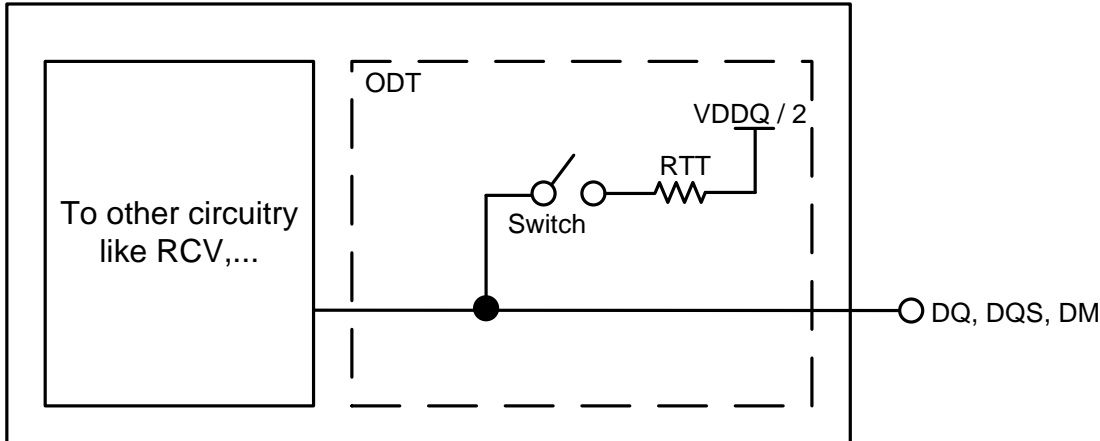 ODT
VDDQ / 2
RTT
Switch
To other circuitry
like RCV,...
DQ, DQS, DM